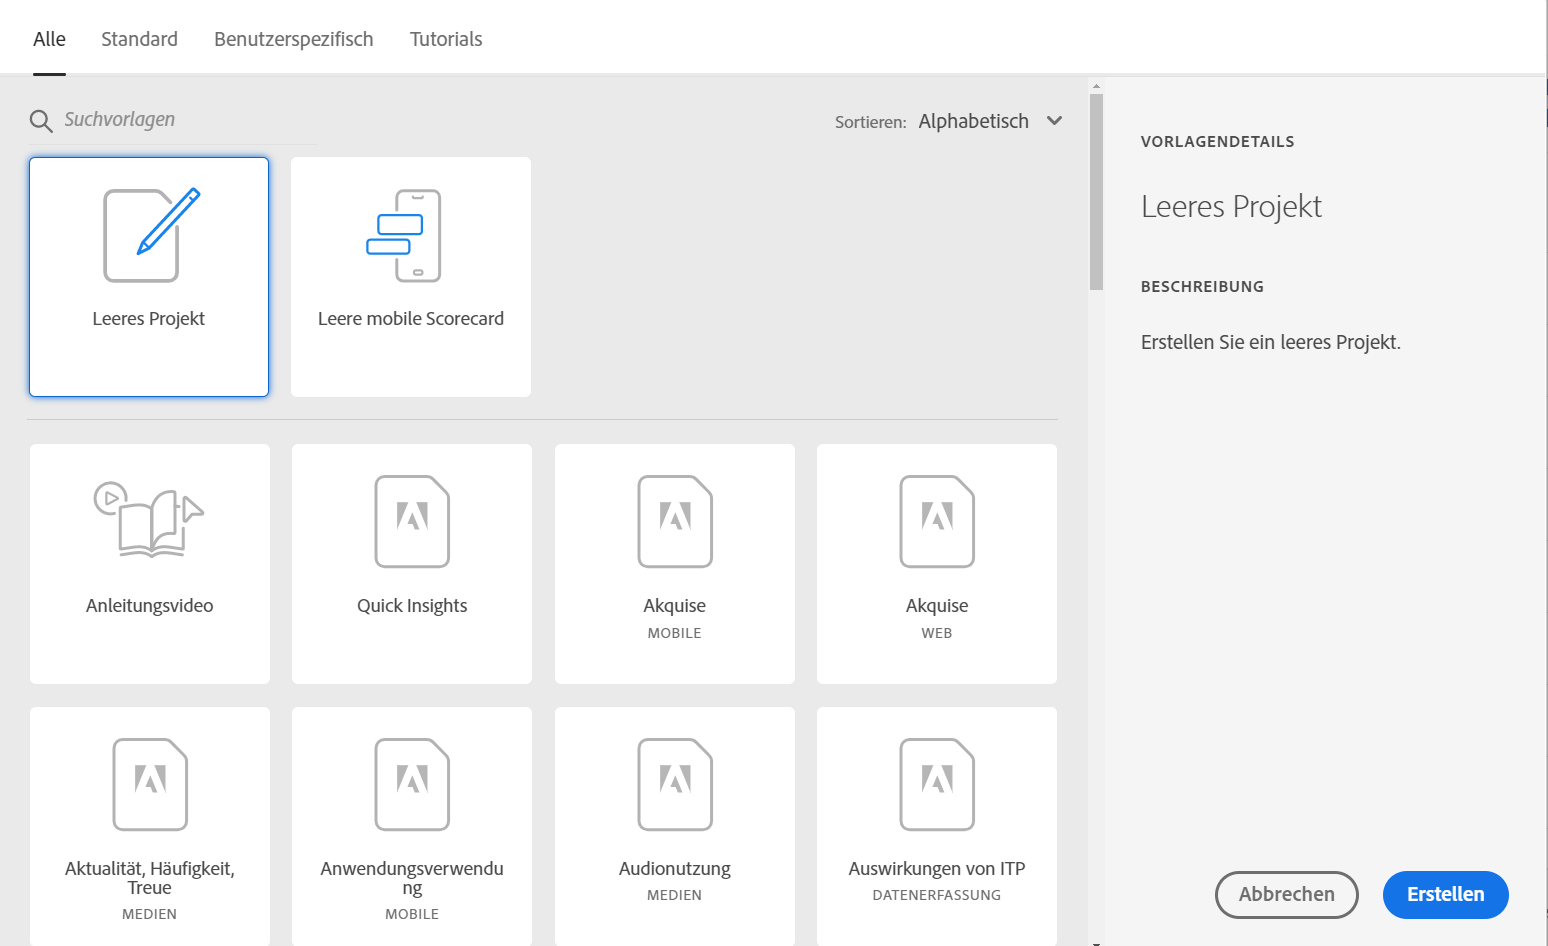 Alle Standard Benutzerspezifisch Tutorials
Suchvorlagen
Sortieren: Alphabetisch
Leeres Projekt
Leere mobile Scorecard
Anleitungsvideo
Quick Insights
Akquise
MOBILE
Akquise
WEB
Aktualität, Häufigkeit,
Treue
MEDIEN
Anwendungsverwendu
ng
MOBILE
Audionutzung
MEDIEN
Auswirkungen von ITP
DATENERFASSUNG
VORLAGENDETAILS
Leeres Projekt
BESCHREIBUNG
Erstellen Sie ein leeres Projekt.
Abbrechen
Erstellen